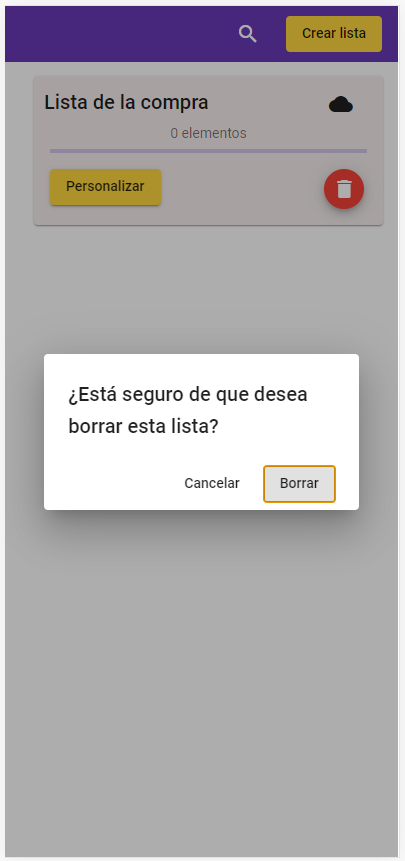 Crear lista
Lista de la compra
0 elementos
Personalizar
¿Está seguro de que desea
borrar esta lista?
Cancelar
Borrar